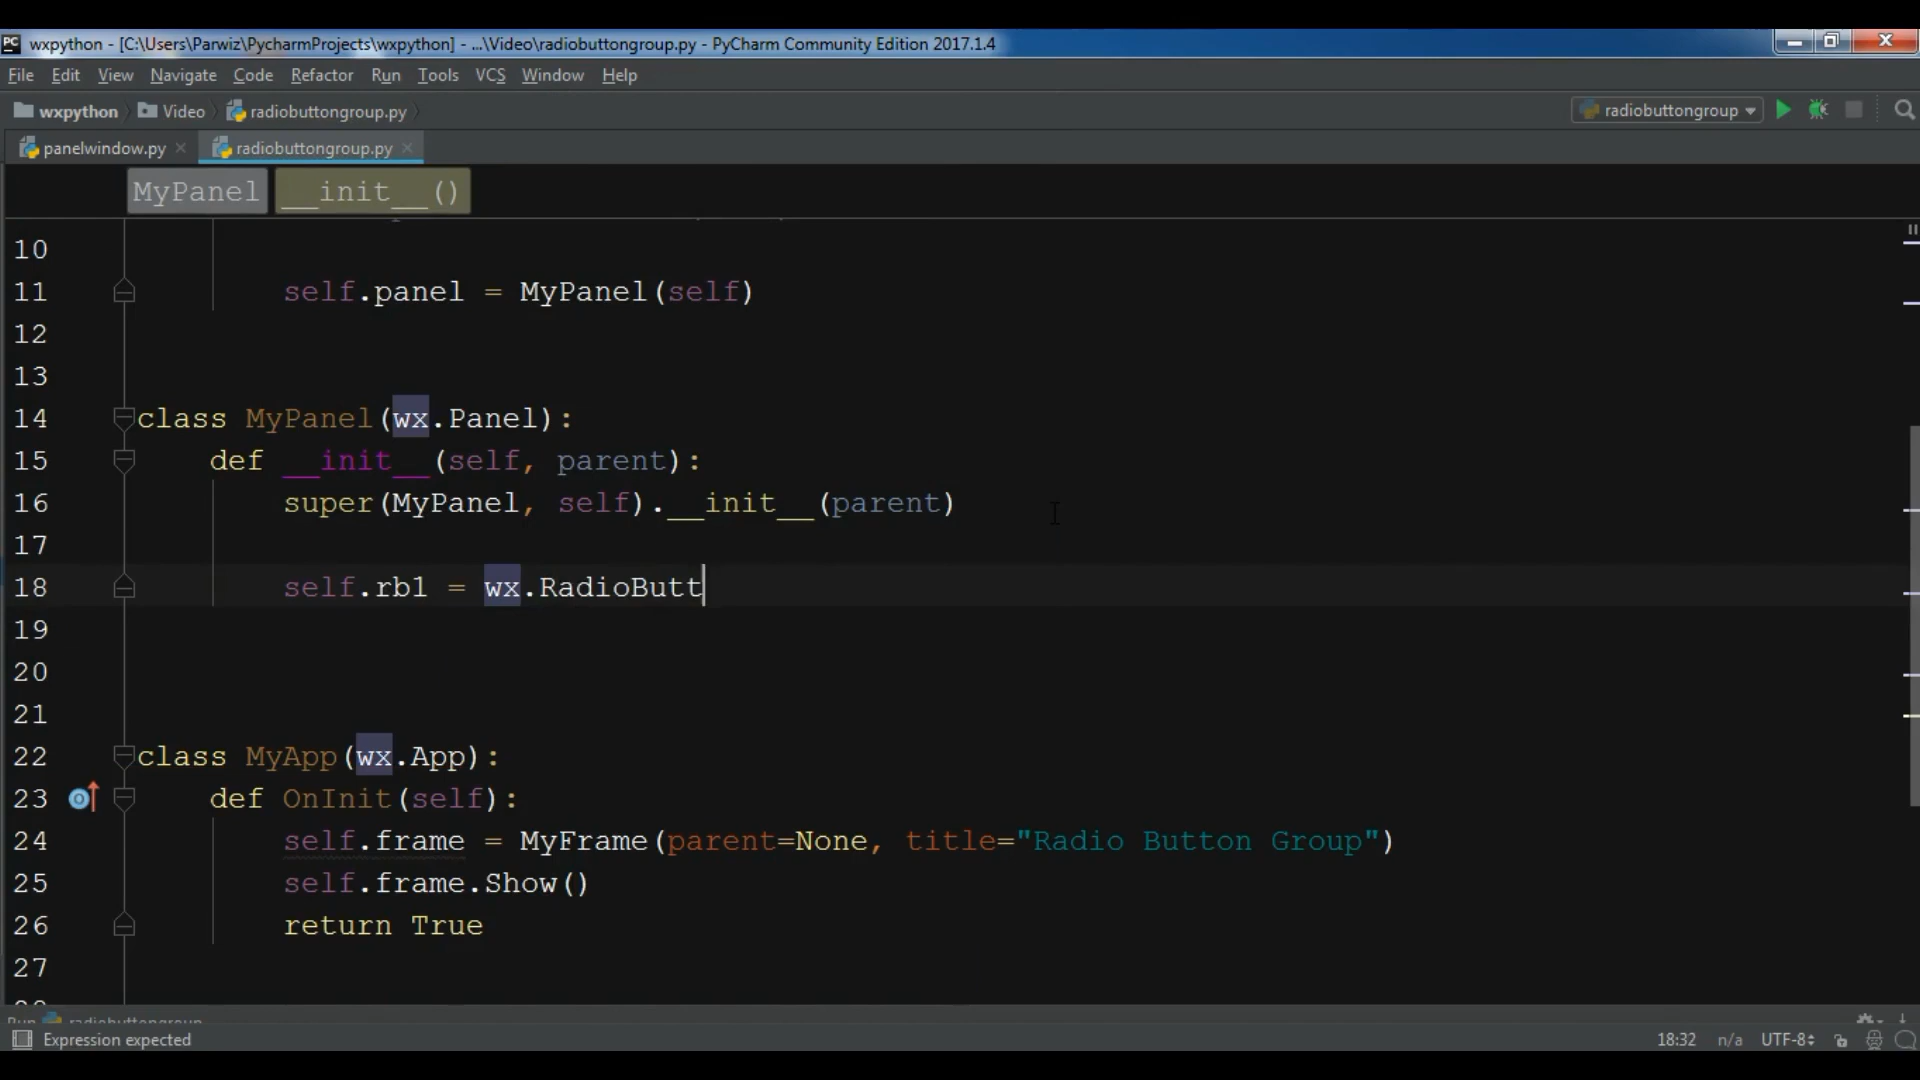 PC wxpython - [C:\Users\Parwiz\PycharmProjects\wxpython] - ...\Video\radiobuttongroup.py - PyCharm Community Edition 2017.1.4
File Edit View Navigate Code Refactor Run Tools VCS Window Help
wxpython Video radiobuttongroup.py radiobuttongroup
panelwindow.py radiobuttongroup.py
MyPanel __init__()
10
11 self.panel = MyPanel(self)
12
13
14 class MyPanel(wx.Panel):
15 def __init__(self, parent):
16 super(MyPanel, self).__init__(parent)
17
18 self.rb1 = wx.RadioButt
19
20
21
22 class MyApp(wx.App):
23 def OnInit(self):
24 self.frame = MyFrame(parent=None, title="Radio Button Group")
25 self.frame.Show()
26 return True
27
Run radiobuttongroup
Expression expected 18:32 n/a UTF-8